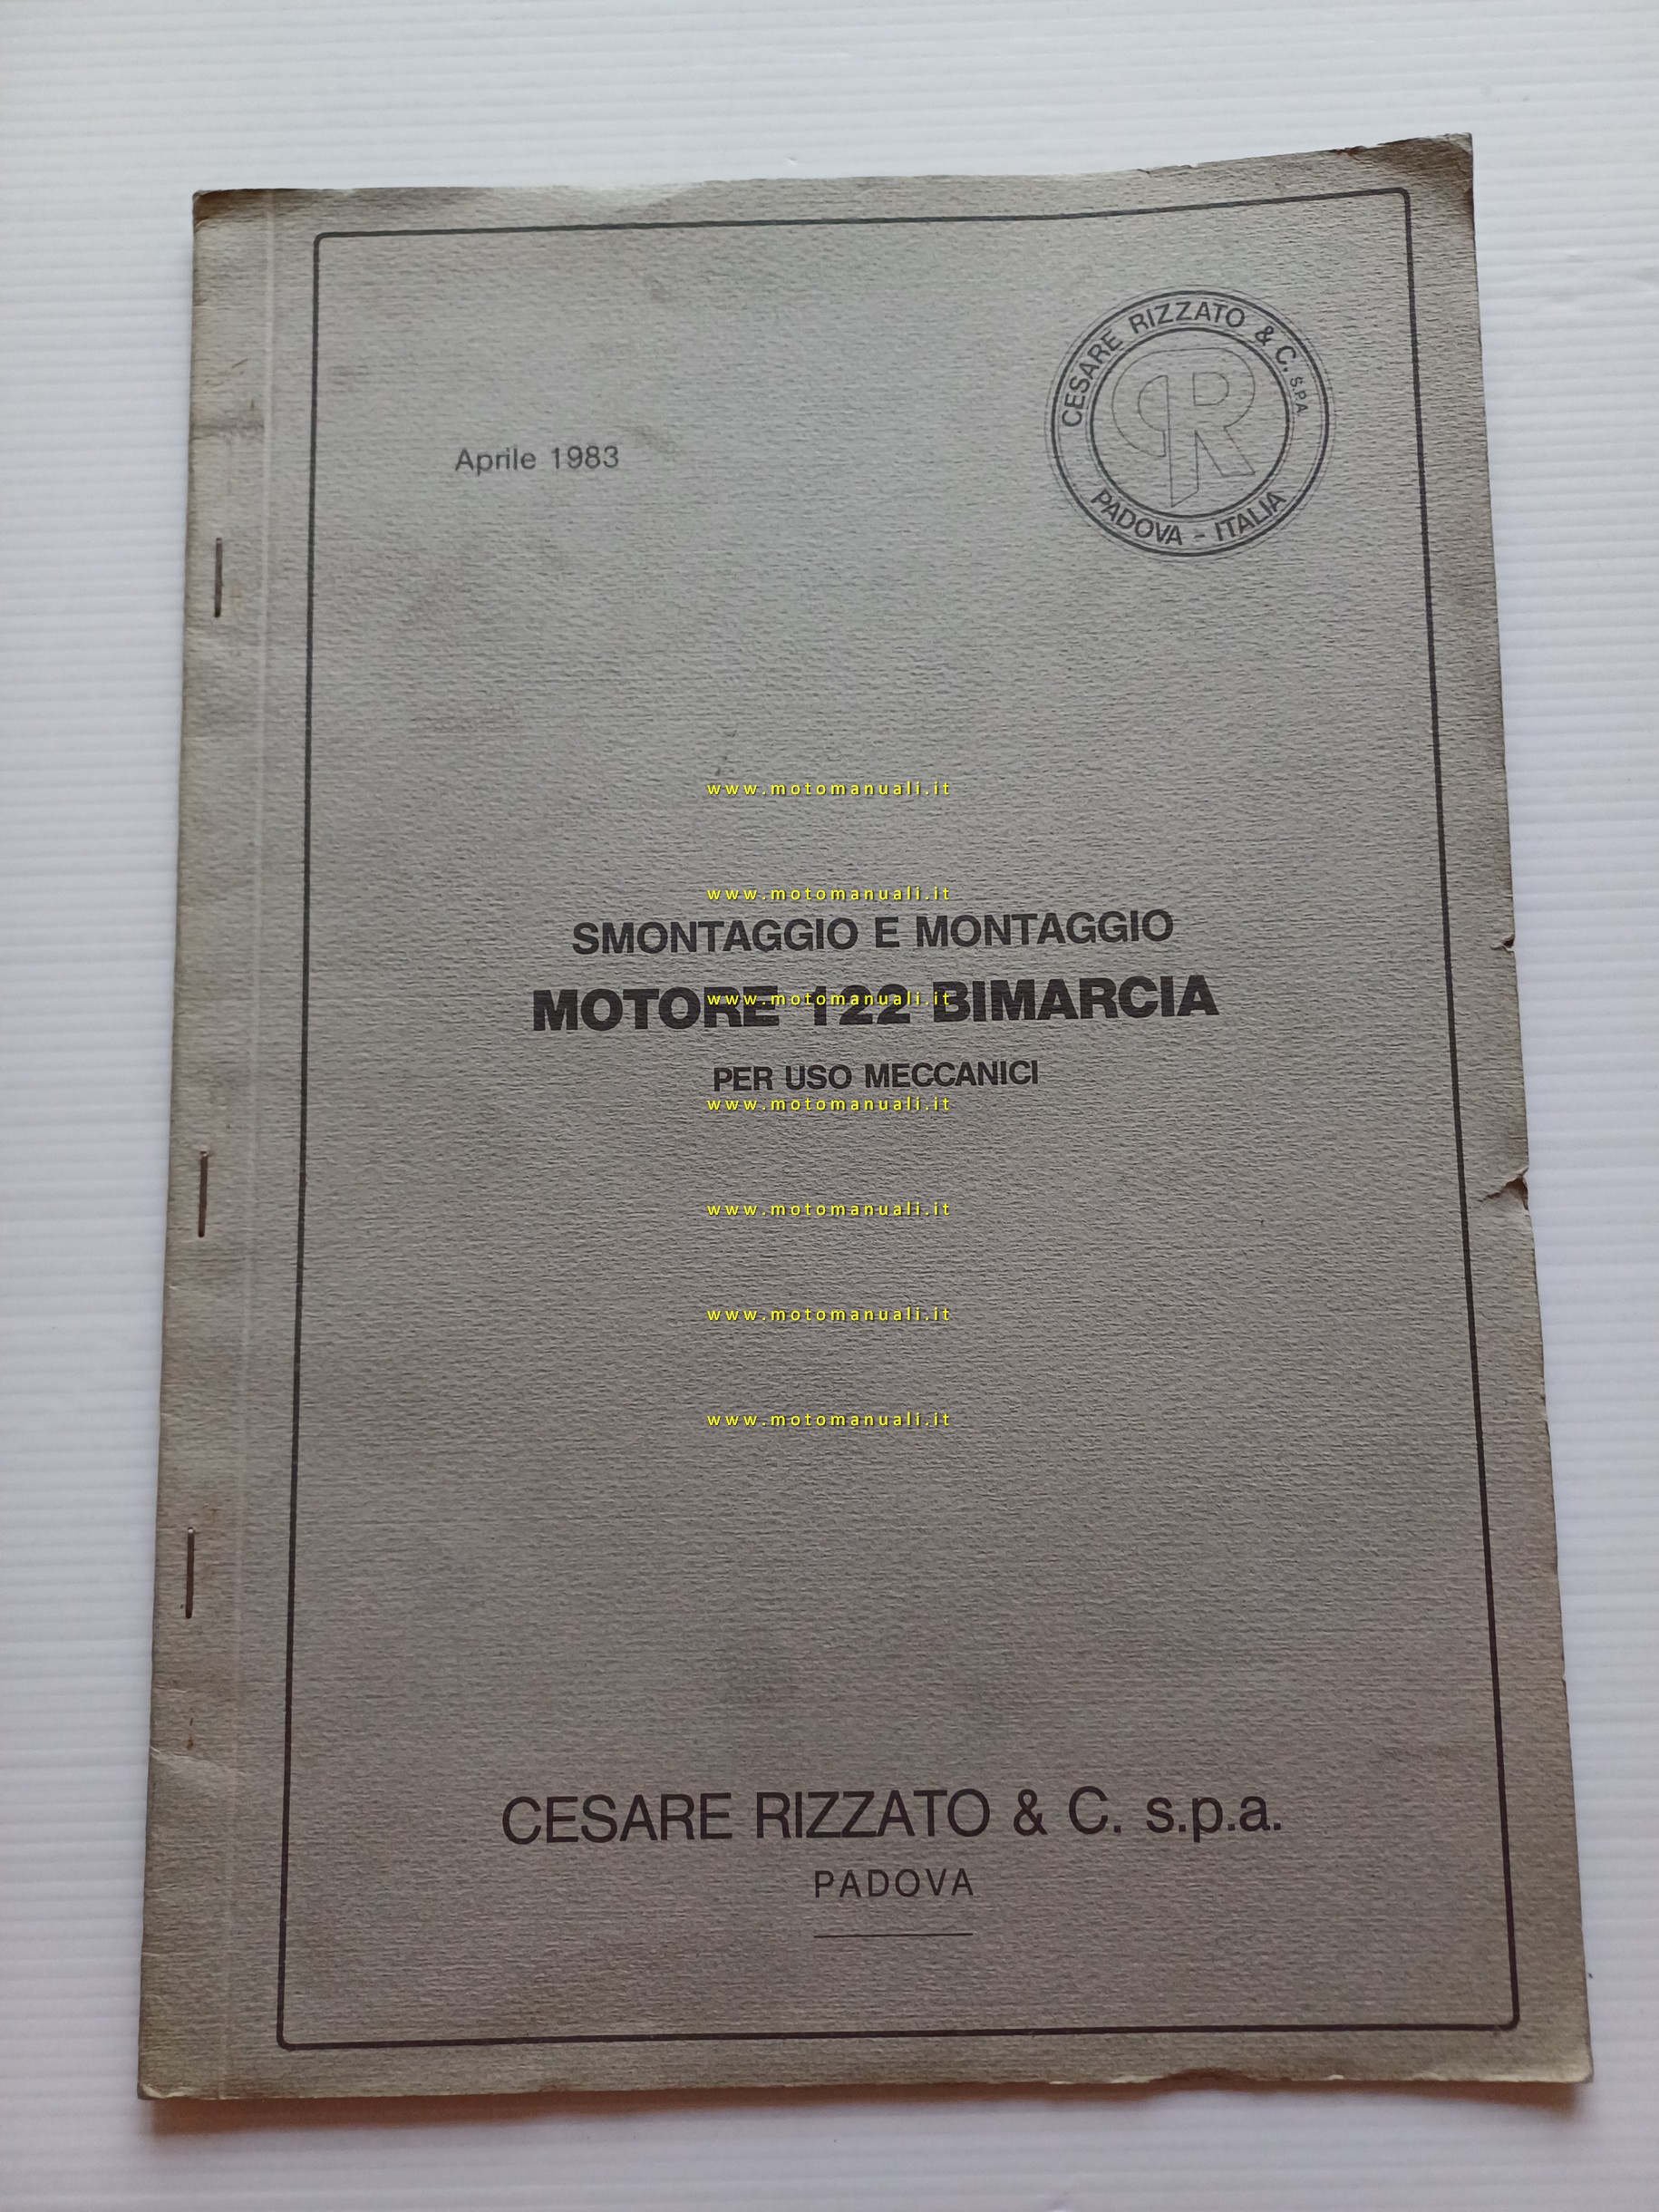 CESARE RIZZATO & C. S.P.A.
PADOVA - ITALIA
CR
Aprile 1983
www.motomanuali.it
www.motomanuali.it
SMONTAGGIO E MONTAGGIO
MOTORE 122 BIMARCIA
www.motomanuali.it
PER USO MECCANICI
www.motomanuali.it
www.motomanuali.it
www.motomanuali.it
www.motomanuali.it
CESARE RIZZATO & C. s.p.a.
PADOVA